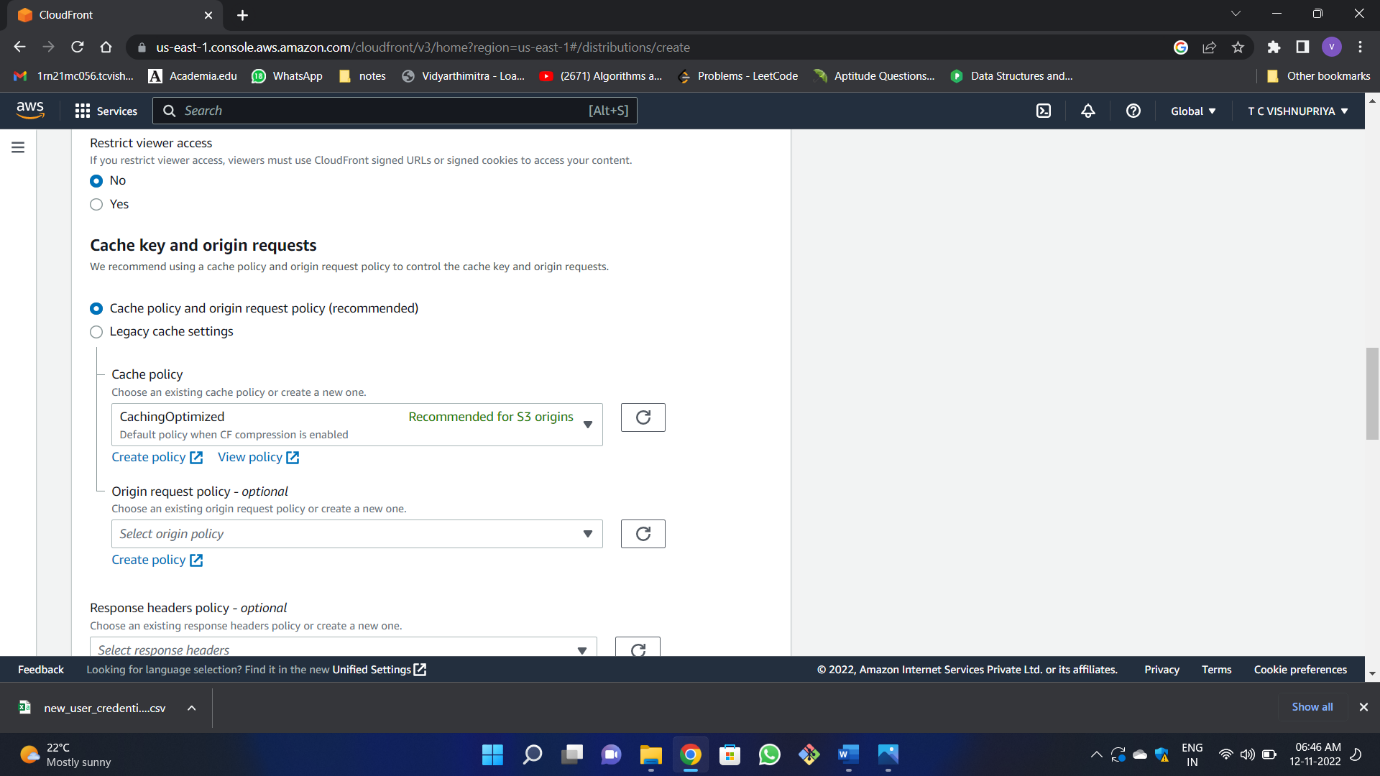 CloudFront
us-east-1.console.aws.amazon.com/cloudfront/v3/home?region=us-east-1#/distributions/create
V
1rn21mc056.tcvish... Academia.edu WhatsApp notes Vidyarthimitra - Loa... (2671) Algorithms a... Problems - LeetCode Aptitude Questions... Data Structures and... Other bookmarks
aws Services Search [Alt+S] Global T C VISHNUPRIYA
Restrict viewer access
If you restrict viewer access, viewers must use CloudFront signed URLs or signed cookies to access your content.
No
Yes
Cache key and origin requests
We recommend using a cache policy and origin request policy to control the cache key and origin requests.
Cache policy and origin request policy (recommended)
Legacy cache settings
Cache policy
Choose an existing cache policy or create a new one.
CachingOptimized Recommended for S3 origins
Default policy when CF compression is enabled
Create policy View policy
Origin request policy - optional
Choose an existing origin request policy or create a new one.
Select origin policy
Create policy
Response headers policy - optional
Choose an existing response headers policy or create a new one.
Select response headers
Feedback Looking for language selection? Find it in the new Unified Settings © 2022, Amazon Internet Services Private Ltd. or its affiliates. Privacy Terms Cookie preferences
new_user_credenti....csv Show all
22°C
Mostly sunny
ENG
IN
06:46 AM
12-11-2022